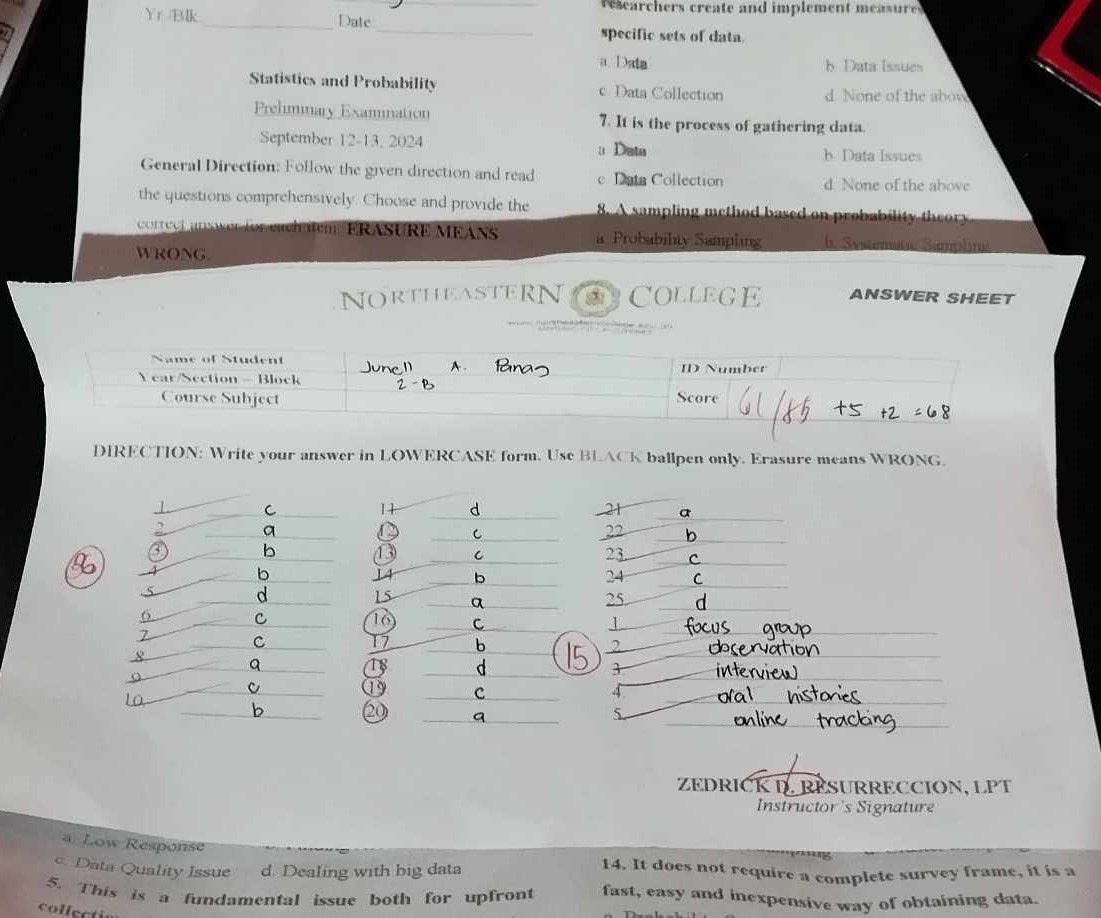 Yr./Blk.
Date:
Statistics and Probability
Preliminary Examination
September 12-13, 2024
General Direction: Follow the given direction and read
the questions comprehensively. Choose and provide the
correct answer for each item. ERASURE MEANS
WRONG.
researchers create and implement measures
specific sets of data.
a. Data b. Data Issues
c. Data Collection d. None of the above
7. It is the process of gathering data.
a. Data b. Data Issues
c. Data Collection d. None of the above
8. A sampling method based on probability theory.
a. Probability Sampling b. Systematic Sampling
NORTHEASTERN COLLEGE
ANSWER SHEET
Name of Student Junell A. Panas ID Number
Year/Section – Block 2-B
Course Subject Score 61/85 +5 +2 = 68
DIRECTION: Write your answer in LOWERCASE form. Use BLACK ballpen only. Erasure means WRONG.
36
1 c
2 a
3 b
4 b
5 d
6 c
7 c
8 a
9 c
10 b
11 d
12 c
13 c
14 b
15 a
16 c
17 b
18 d
19 c
20 a
21 a
22 b
23 c
24 c
25 d
15
1 focus group
2 observation
3 interview
4 oral histories
5 online tracking
ZEDRICK D. RESURRECCION, LPT
Instructor's Signature
a. Low Response
c. Data Quality Issue d. Dealing with big data
5. This is a fundamental issue both for upfront
14. It does not require a complete survey frame, it is a
fast, easy and inexpensive way of obtaining data.